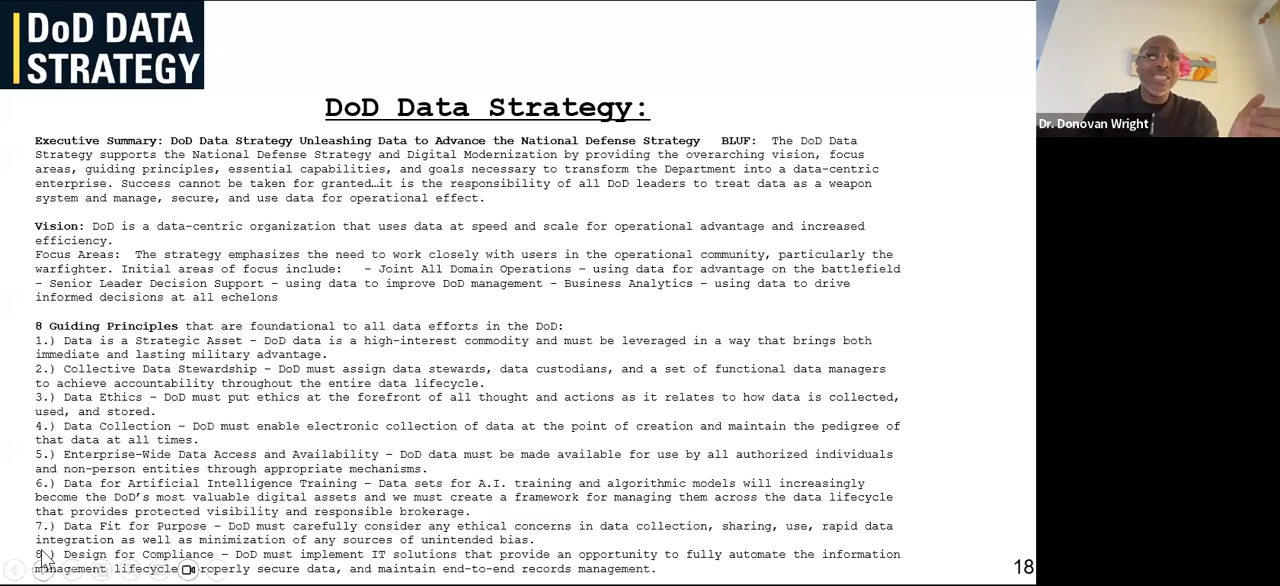 DoD DATA
STRATEGY
DoD Data Strategy:
Executive Summary: DoD Data Strategy Unleashing Data to Advance the National Defense Strategy BLUF: The DoD Data
Strategy supports the National Defense Strategy and Digital Modernization by providing the overarching vision, focus
areas, guiding principles, essential capabilities, and goals necessary to transform the Department into a data-centric
enterprise. Success cannot be taken for granted…it is the responsibility of all DoD leaders to treat data as a weapon
system and manage, secure, and use data for operational effect.
Vision: DoD is a data-centric organization that uses data at speed and scale for operational advantage and increased
efficiency.
Focus Areas: The strategy emphasizes the need to work closely with users in the operational community, particularly the
warfighter. Initial areas of focus include: - Joint All Domain Operations – using data for advantage on the battlefield
- Senior Leader Decision Support – using data to improve DoD management - Business Analytics – using data to drive
informed decisions at all echelons
8 Guiding Principles that are foundational to all data efforts in the DoD:
1.) Data is a Strategic Asset – DoD data is a high-interest commodity and must be leveraged in a way that brings both
immediate and lasting military advantage.
2.) Collective Data Stewardship – DoD must assign data stewards, data custodians, and a set of functional data managers
to achieve accountability throughout the entire data lifecycle.
3.) Data Ethics – DoD must put ethics at the forefront of all thought and actions as it relates to how data is collected,
used, and stored.
4.) Data Collection – DoD must enable electronic collection of data at the point of creation and maintain the pedigree of
that data at all times.
5.) Enterprise-Wide Data Access and Availability – DoD data must be made available for use by all authorized individuals
and non-person entities through appropriate mechanisms.
6.) Data for Artificial Intelligence Training – Data sets for A.I. training and algorithmic models will increasingly
become the DoD's most valuable digital assets and we must create a framework for managing them across the data lifecycle
that provides protected visibility and responsible brokerage.
7.) Data Fit for Purpose – DoD must carefully consider any ethical concerns in data collection, sharing, use, rapid data
integration as well as minimization of any sources of unintended bias.
8.) Design for Compliance – DoD must implement IT solutions that provide an opportunity to fully automate the information
management lifecycle, properly secure data, and maintain end-to-end records management.
18
Dr. Donovan Wright